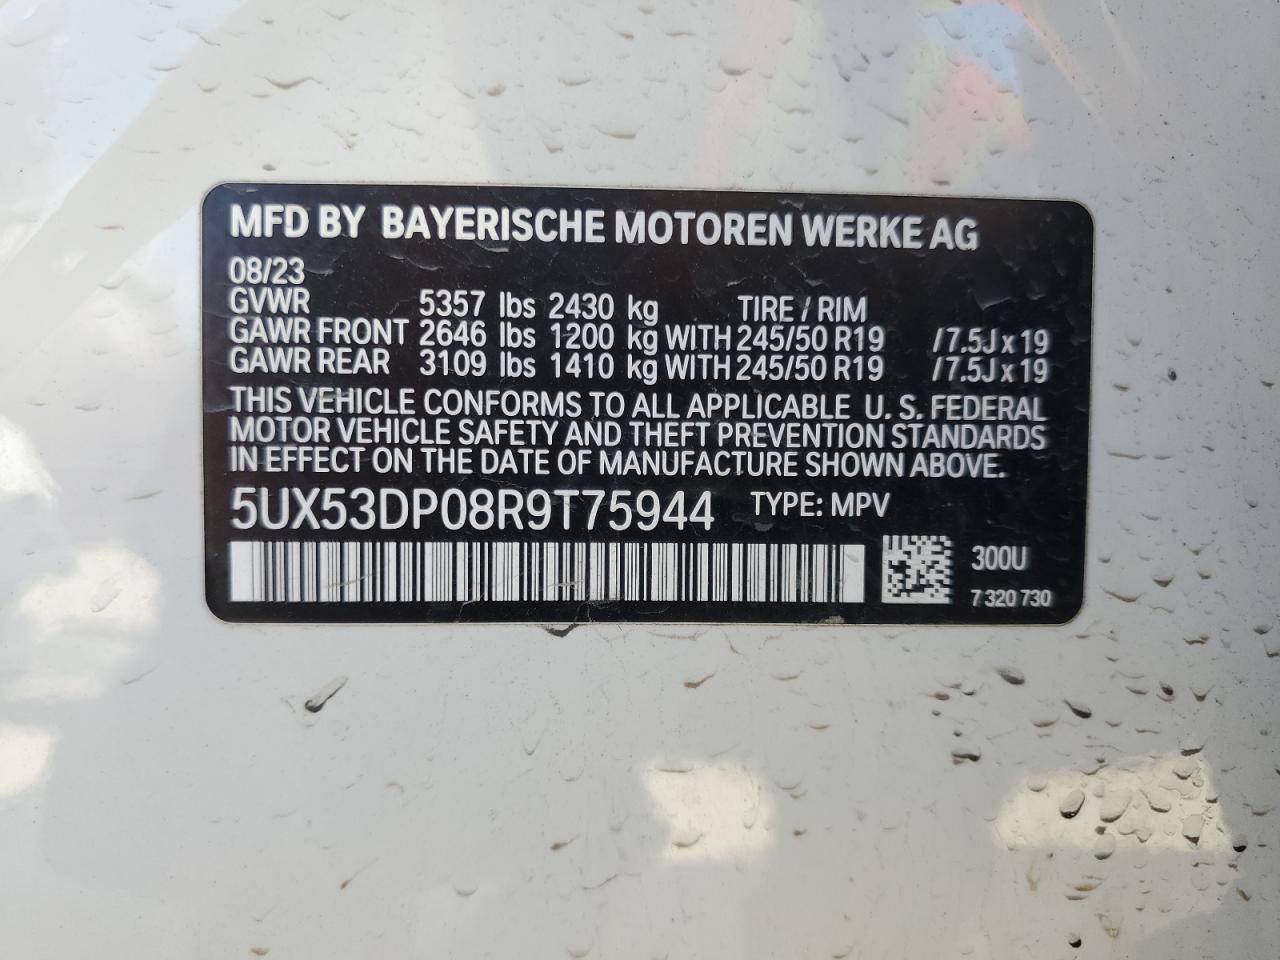 MFD BY BAYERISCHE MOTOREN WERKE AG
08/23
GVWR 5357 lbs 2430 kg TIRE / RIM
GAWR FRONT 2646 lbs 1200 kg WITH 245/50 R19 /7.5J x 19
GAWR REAR 3109 lbs 1410 kg WITH 245/50 R19 /7.5J x 19
THIS VEHICLE CONFORMS TO ALL APPLICABLE U. S. FEDERAL
MOTOR VEHICLE SAFETY AND THEFT PREVENTION STANDARDS
IN EFFECT ON THE DATE OF MANUFACTURE SHOWN ABOVE.
5UX53DP08R9T75944 TYPE: MPV
300U
7 320 730